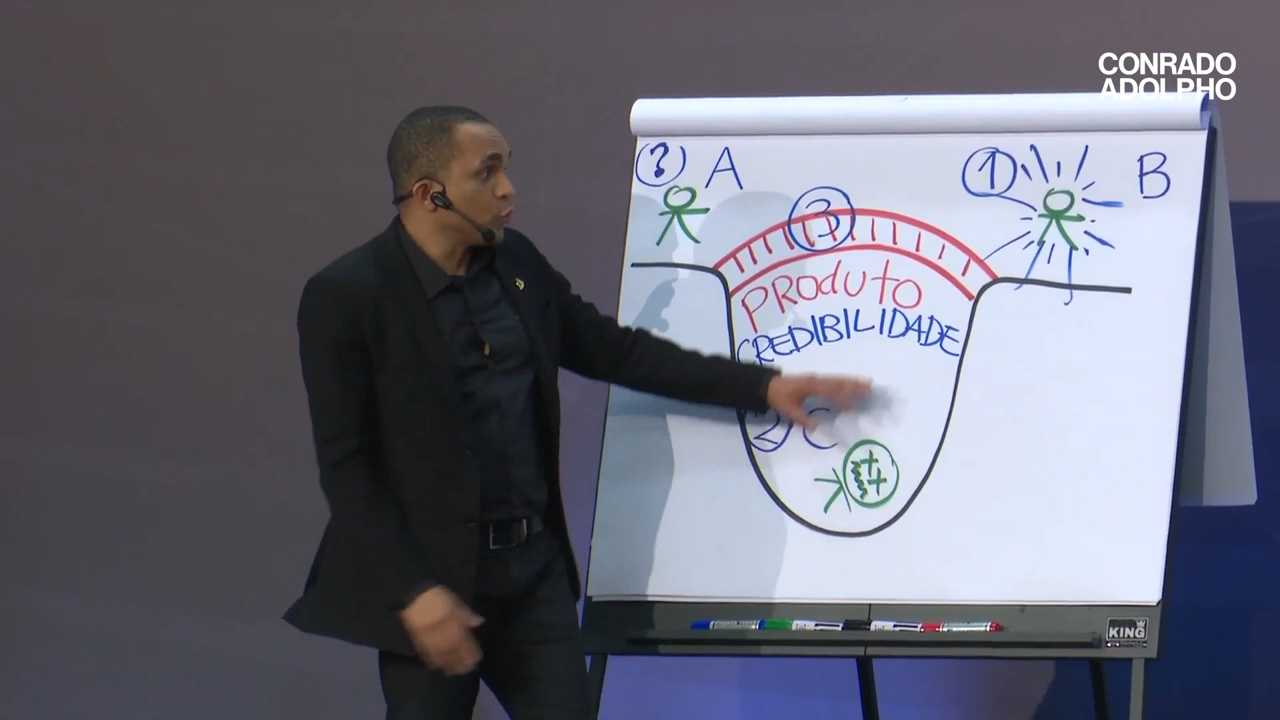 CONRADO
ADOLPHO
? A
1 B
3
PRODUTO
CREDIBILIDADE
2 C
KING